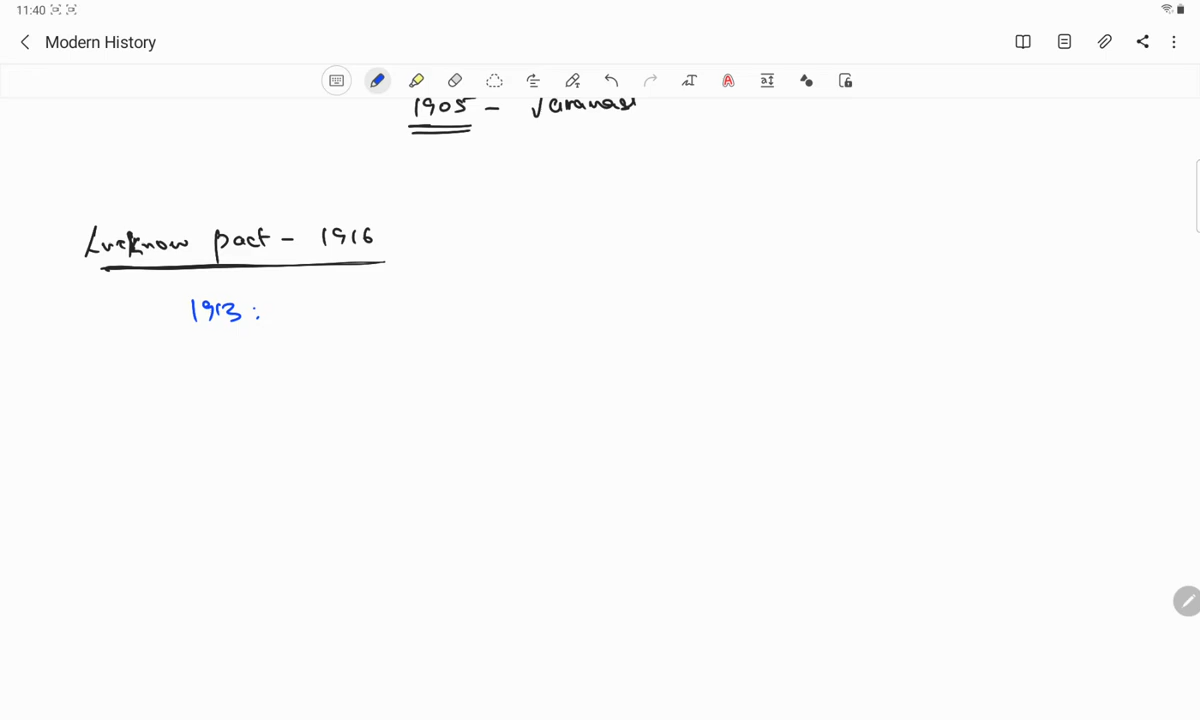 11:40
Modern History
1905 - Varanasi
Lucknow pact - 1916
1913 :